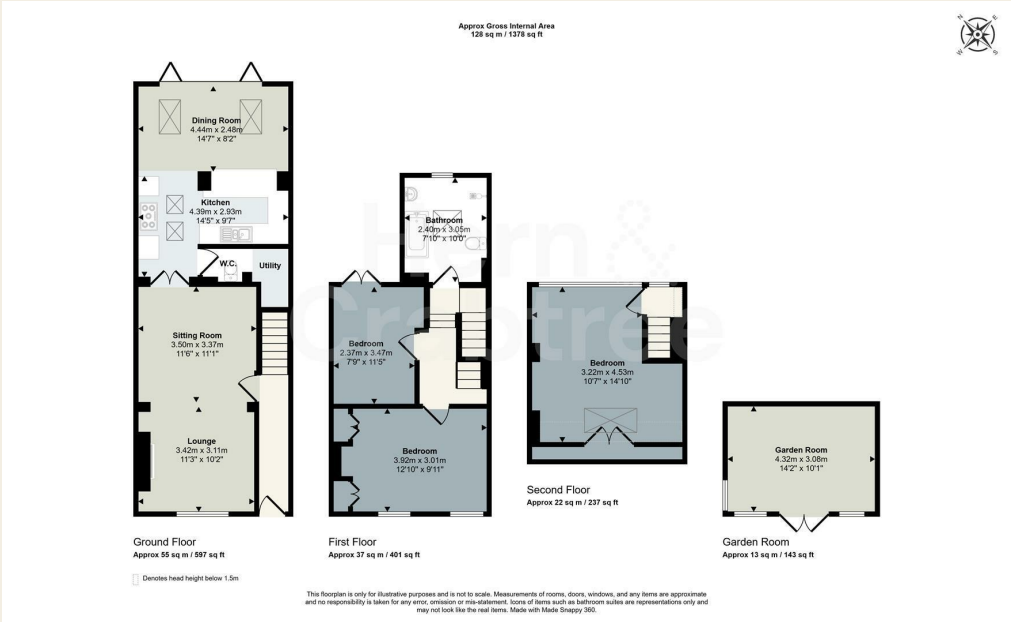 Approx Gross Internal Area
128 sq m / 1378 sq ft
N
E
S
W
Dining Room
4.44m x 2.48m
14'7" x 8'2"
Kitchen
4.39m x 2.93m
14'5" x 9'7"
W.C.
Utility
Sitting Room
3.50m x 3.37m
11'6" x 11'1"
Lounge
3.42m x 3.11m
11'3" x 10'2"
Ground Floor
Approx 55 sq m / 597 sq ft
Denotes head height below 1.5m
Bathroom
2.40m x 3.05m
7'10" x 10'0"
Bedroom
2.37m x 3.47m
7'9" x 11'5"
Bedroom
3.92m x 3.01m
12'10" x 9'11"
First Floor
Approx 37 sq m / 401 sq ft
Bedroom
3.22m x 4.53m
10'7" x 14'10"
Second Floor
Approx 22 sq m / 237 sq ft
Garden Room
4.32m x 3.08m
14'2" x 10'1"
Garden Room
Approx 13 sq m / 143 sq ft
Hern &
Crabtree
This floorplan is only for illustrative purposes and is not to scale. Measurements of rooms, doors, windows, and any items are approximate
and no responsibility is taken for any error, omission or mis-statement. Icons of items such as bathroom suites are representations only and
may not look like the real items. Made with Made Snappy 360.